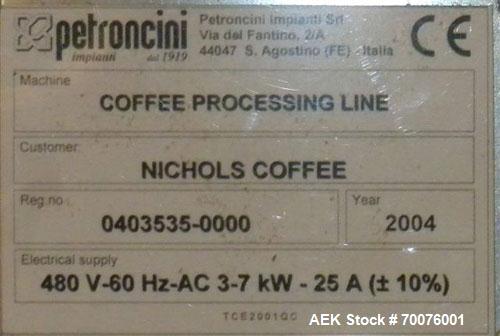 petroncini
impianti dal 1919
Petroncini Impianti Srl
Via del Fantino, 2/A
44047 S. Agostino (FE) - Italia
CE
Machine
COFFEE PROCESSING LINE
Customer
NICHOLS COFFEE
Reg.no
0403535-0000
Year
2004
Electrical supply
480 V-60 Hz-AC 3-7 kW - 25 A (± 10%)
TCE2001GC
AEK Stock # 70076001